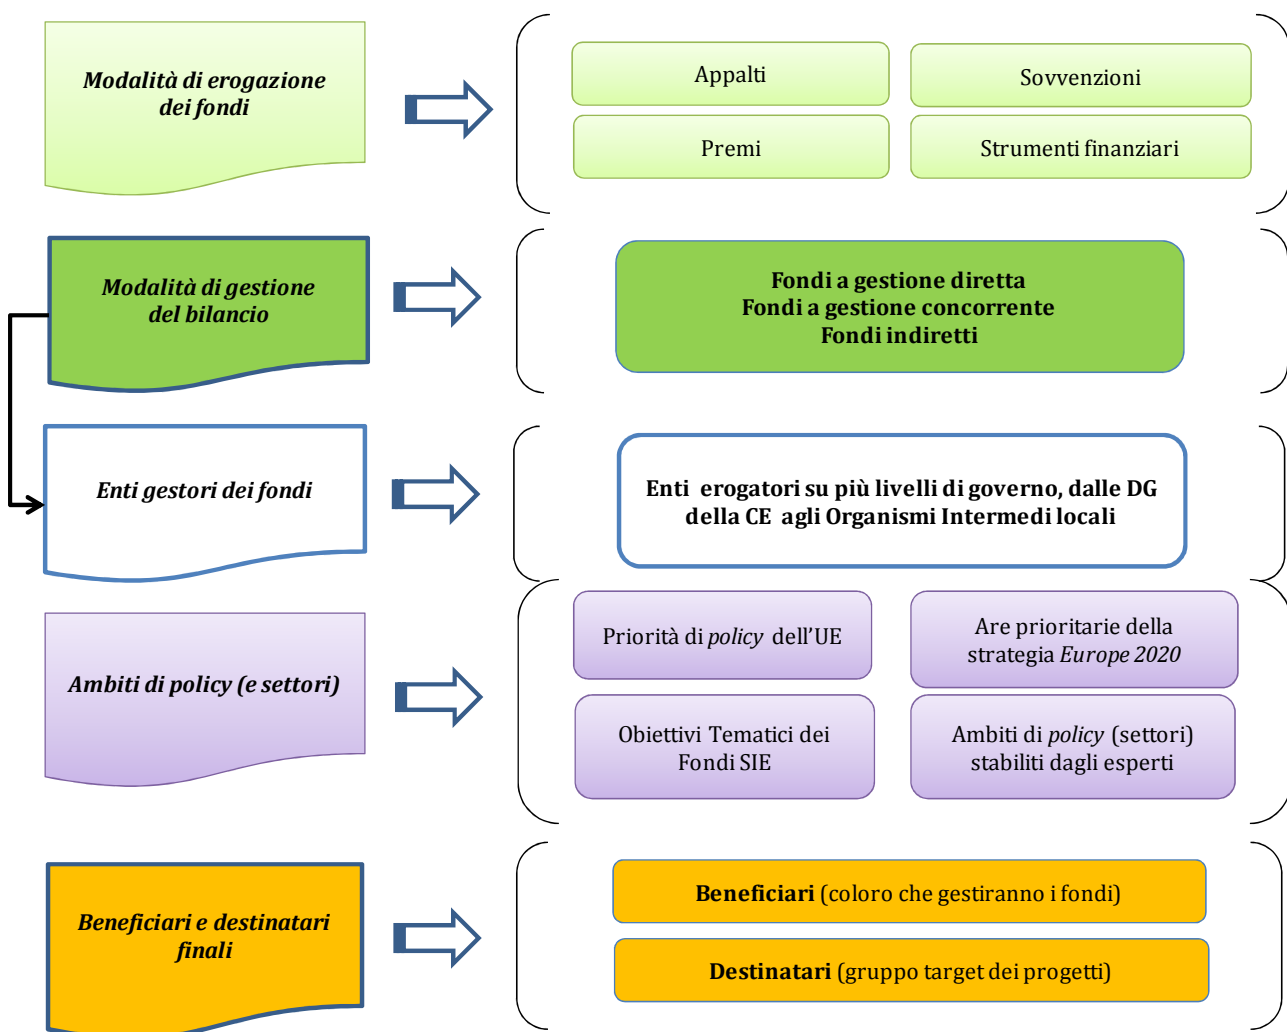 Modalità di erogazione
dei fondi
Appalti
Sovvenzioni
Premi
Strumenti finanziari
Modalità di gestione
del bilancio
Fondi a gestione diretta
Fondi a gestione concorrente
Fondi indiretti
Enti gestori dei fondi
Enti erogatori su più livelli di governo, dalle DG
della CE agli Organismi Intermedi locali
Ambiti di policy (e settori)
Priorità di policy dell’UE
Are prioritarie della
strategia Europe 2020
Obiettivi Tematici dei
Fondi SIE
Ambiti di policy (settori)
stabiliti dagli esperti
Beneficiari e destinatari
finali
Beneficiari (coloro che gestiranno i fondi)
Destinatari (gruppo target dei progetti)